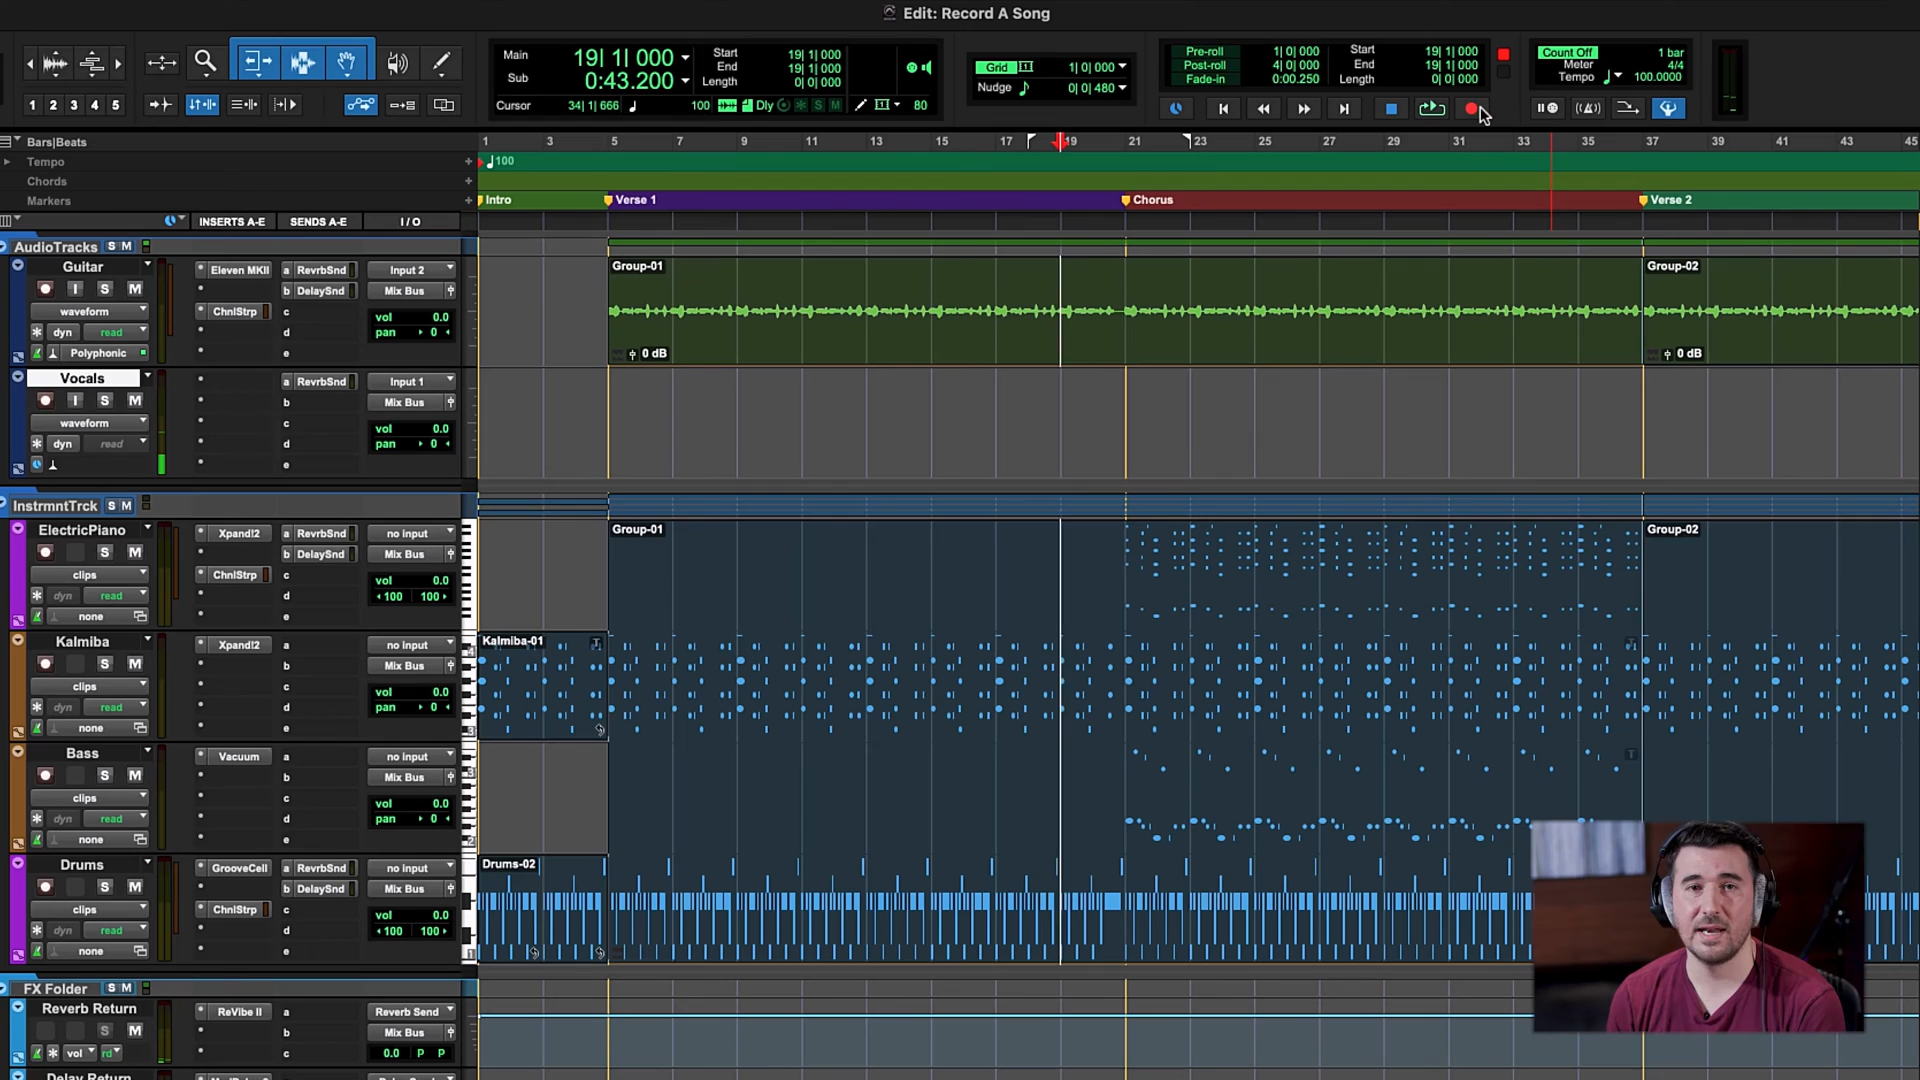 Edit: Record A Song
1 2 3 4 5
Main 19| 1| 000
Sub 0:43.200
Start 19| 1| 000
End 19| 1| 000
Length 0| 0| 000
Cursor 34| 1| 666 100 Dly S M 80
Grid 1| 0| 000
Nudge 0| 0| 480
Pre-roll 1| 0| 000
Post-roll 4| 0| 000
Fade-in 0:00.250
Start 19| 1| 000
End 19| 1| 000
Length 0| 0| 000
Count Off 1 bar
Meter 4/4
Tempo 100.0000
Bars|Beats 1 3 5 7 9 11 13 15 17 19 21 23 25 27 29 31 33 35 37 39 41 43 45
Tempo 100
Chords
Markers Intro Verse 1 Chorus Verse 2
INSERTS A-E SENDS A-E I / O
AudioTracks S M
Guitar Eleven MKII a RevrbSnd Input 2 Group-01 Group-02
I S M b DelaySnd Mix Bus
waveform ChnlStrp c vol 0.0
dyn read d pan 0
Polyphonic e 0 dB 0 dB
Vocals a RevrbSnd Input 1
I S M b Mix Bus
waveform c vol 0.0
dyn read d pan 0
e
InstrmntTrck S M
ElectricPiano Xpand!2 a RevrbSnd no input Group-01 Group-02
S M b DelaySnd Mix Bus
clips ChnlStrp c vol 0.0
dyn read d 100 100
none e
Kalmiba Xpand!2 a no input Kalmiba-01
S M b Mix Bus
clips c vol 0.0
dyn read d pan 0
none e
Bass Vacuum a no input
S M b Mix Bus
clips c vol 0.0
dyn read d pan 0
none e
Drums GrooveCell a RevrbSnd no input Drums-02
S M b DelaySnd Mix Bus
clips ChnlStrp c vol 0.0
dyn read d 100 100
none e
FX Folder S M
Reverb Return ReVibe II a Reverb Send
S M b Mix Bus
vol rd c 0.0 P P
Delay Return